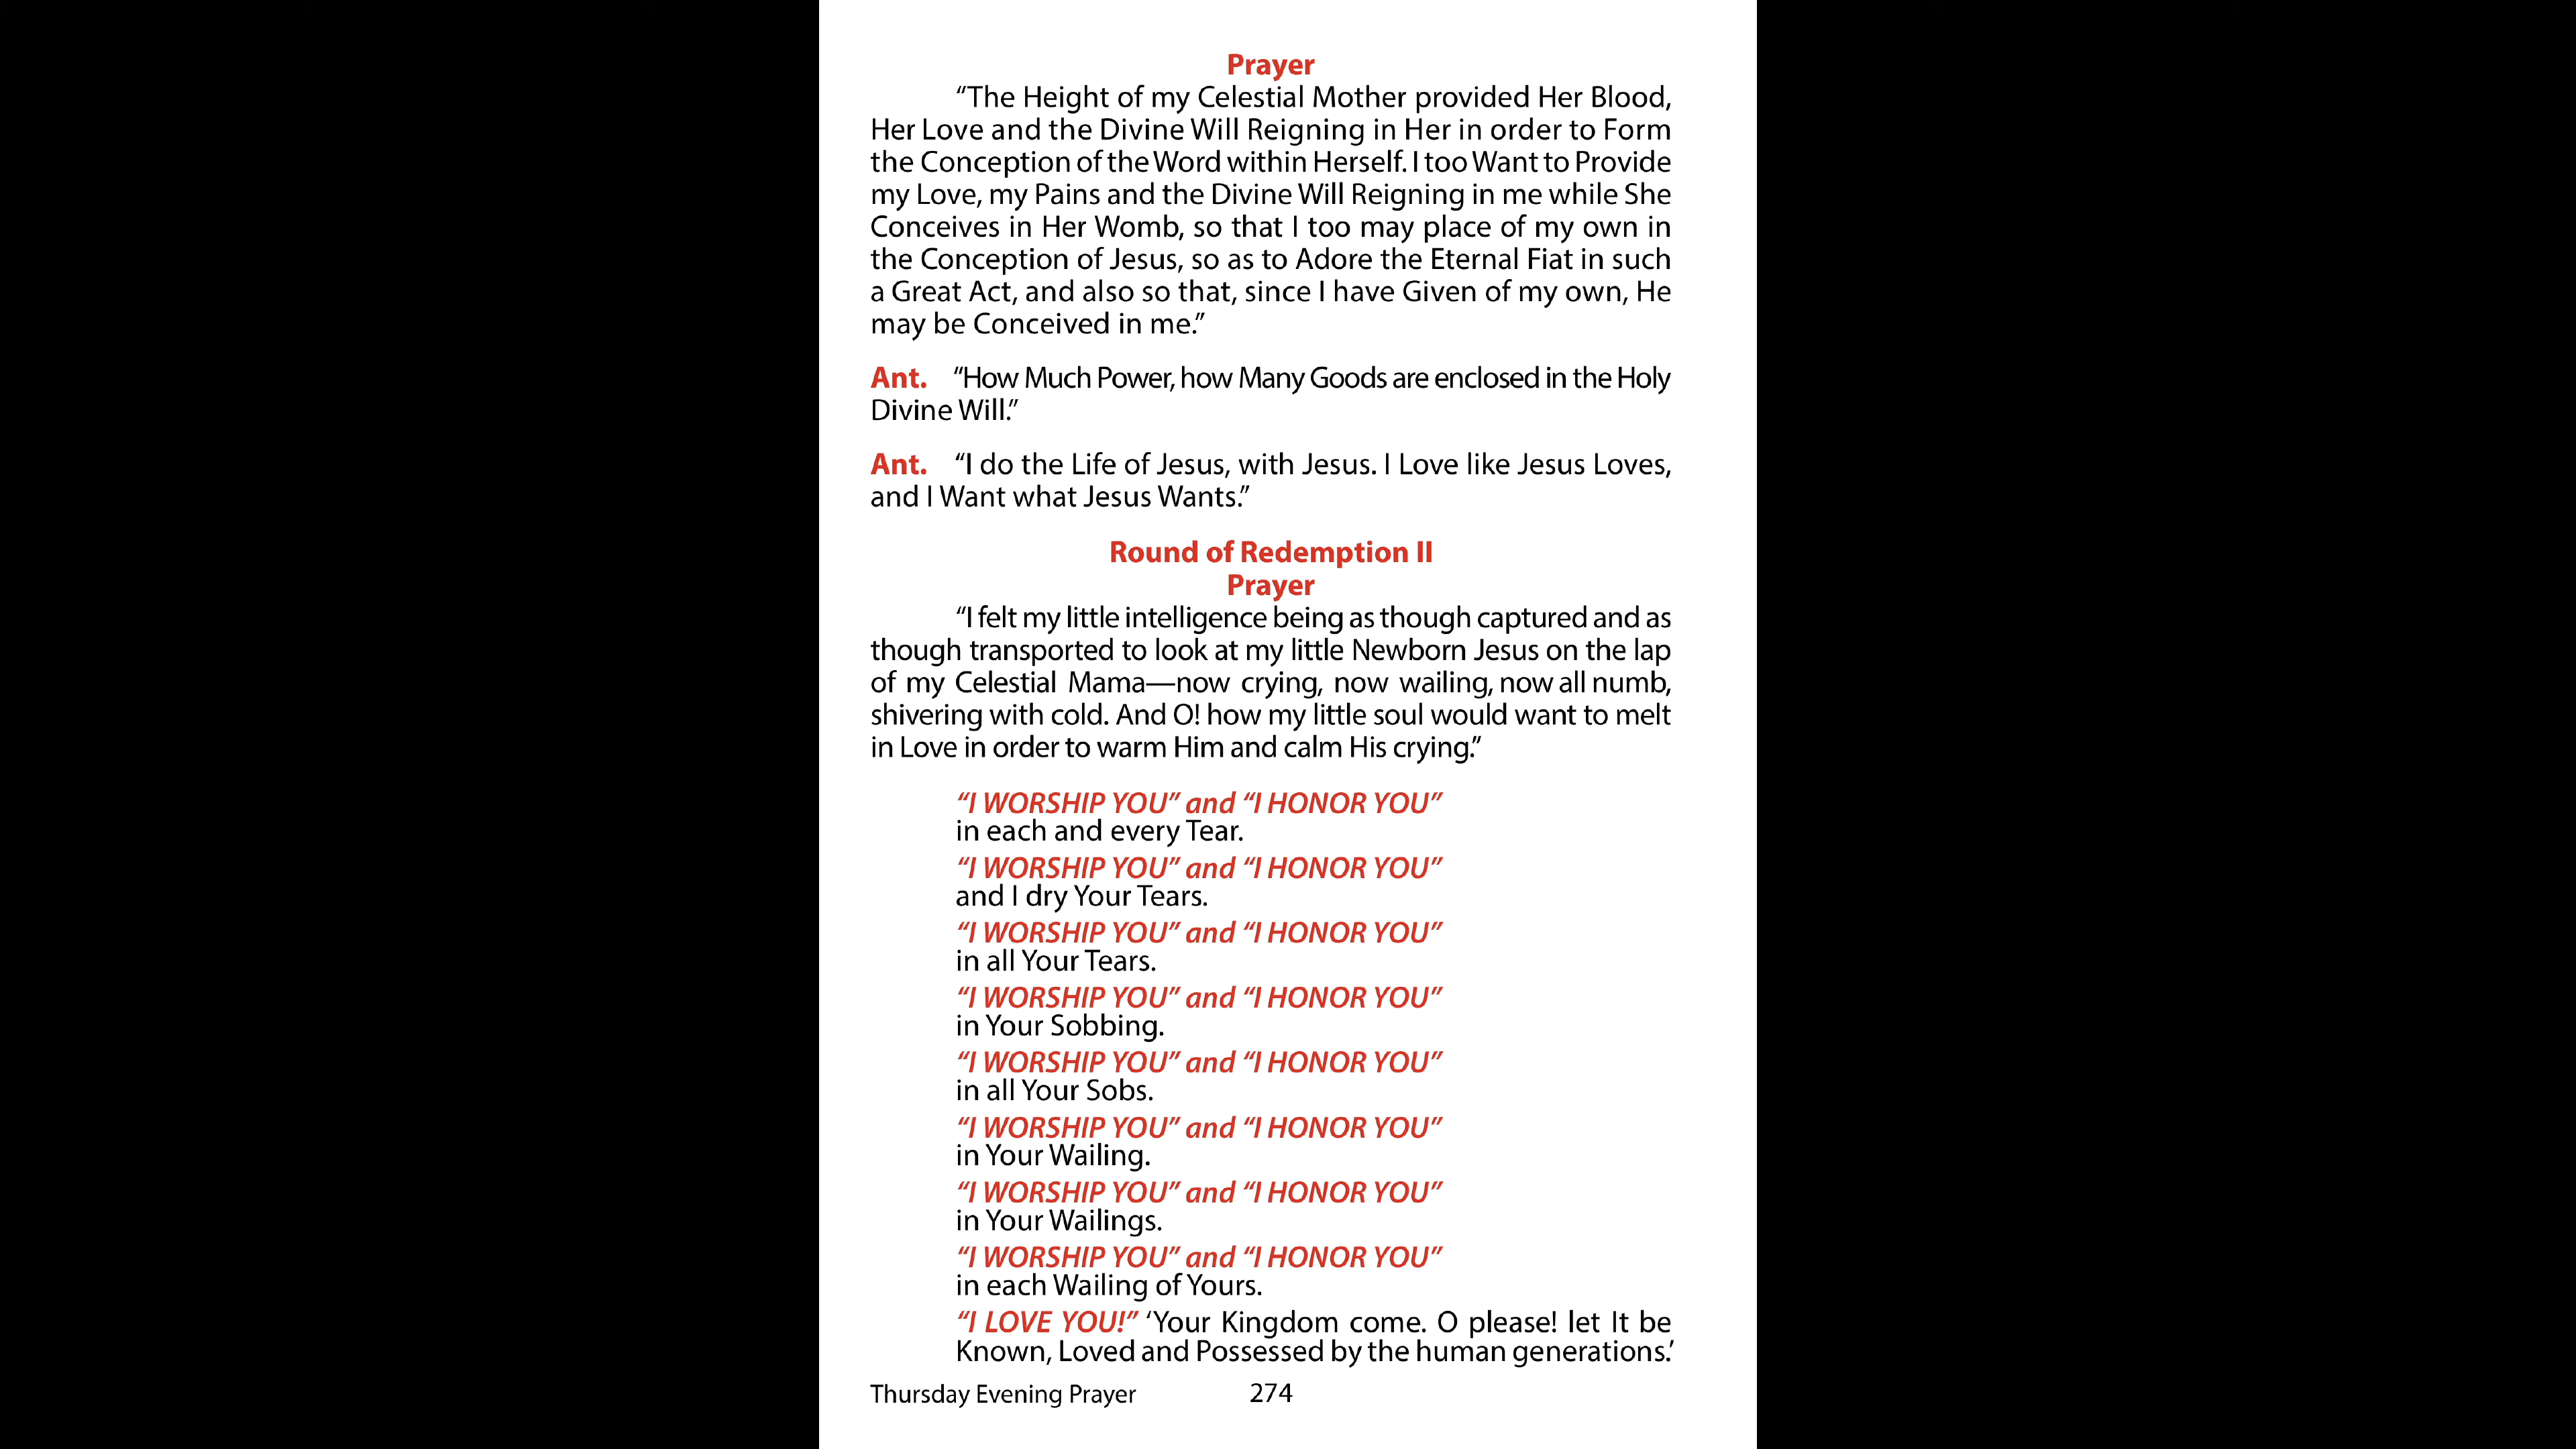 Prayer
“The Height of my Celestial Mother provided Her Blood,
Her Love and the Divine Will Reigning in Her in order to Form
the Conception of the Word within Herself. I too Want to Provide
my Love, my Pains and the Divine Will Reigning in me while She
Conceives in Her Womb, so that I too may place of my own in
the Conception of Jesus, so as to Adore the Eternal Fiat in such
a Great Act, and also so that, since I have Given of my own, He
may be Conceived in me.”
Ant. “How Much Power, how Many Goods are enclosed in the Holy
Divine Will.”
Ant. “I do the Life of Jesus, with Jesus. I Love like Jesus Loves,
and I Want what Jesus Wants.”
Round of Redemption II
Prayer
“I felt my little intelligence being as though captured and as
though transported to look at my little Newborn Jesus on the lap
of my Celestial Mama—now crying, now wailing, now all numb,
shivering with cold. And O! how my little soul would want to melt
in Love in order to warm Him and calm His crying.”
“I WORSHIP YOU” and “I HONOR YOU”
in each and every Tear.
“I WORSHIP YOU” and “I HONOR YOU”
and I dry Your Tears.
“I WORSHIP YOU” and “I HONOR YOU”
in all Your Tears.
“I WORSHIP YOU” and “I HONOR YOU”
in Your Sobbing.
“I WORSHIP YOU” and “I HONOR YOU”
in all Your Sobs.
“I WORSHIP YOU” and “I HONOR YOU”
in Your Wailing.
“I WORSHIP YOU” and “I HONOR YOU”
in Your Wailings.
“I WORSHIP YOU” and “I HONOR YOU”
in each Wailing of Yours.
“I LOVE YOU!” ‘Your Kingdom come. O please! let It be
Known, Loved and Possessed by the human generations.’
Thursday Evening Prayer 274